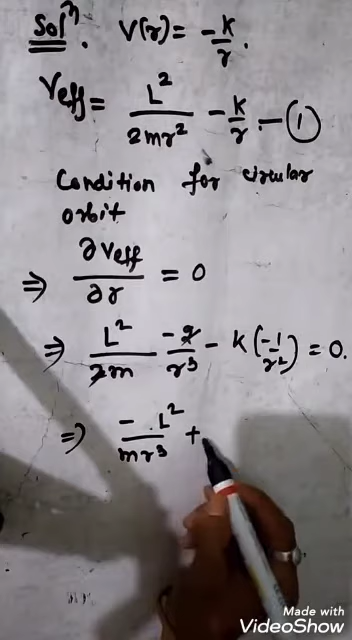 Solⁿ. V(r) = -k/r.
Veff = L²/2mr² - k/r. — ①
Condition for circular
orbit
⇒ ∂Veff/∂r = 0
⇒ L²/2m -2/r³ - k(-1/r²) = 0.
⇒ - L²/mr³ +
Made with
VideoShow